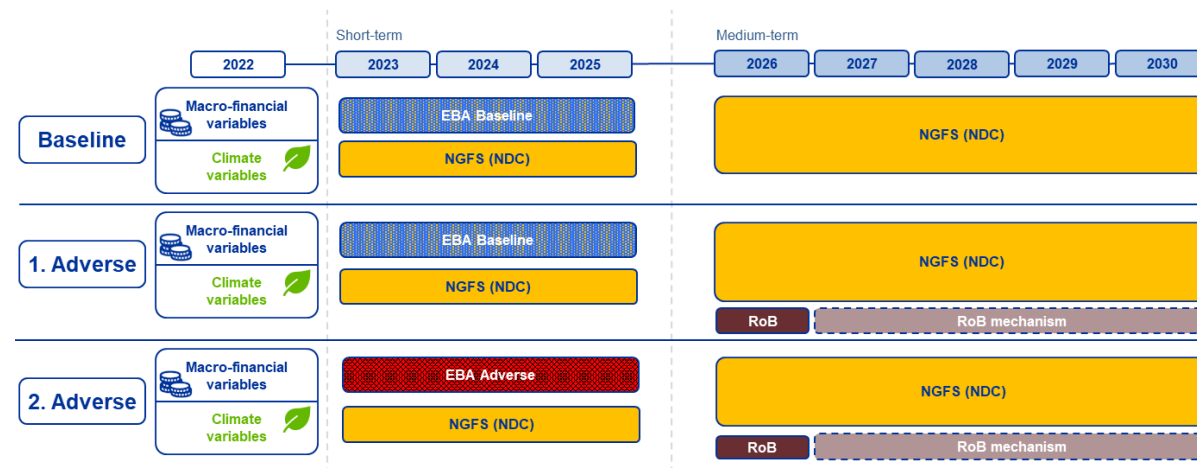 Short-term
Medium-term
2022
2023
2024
2025
2026
2027
2028
2029
2030
Baseline
Macro-financial
variables
Climate
variables
EBA Baseline
NGFS (NDC)
NGFS (NDC)
1. Adverse
Macro-financial
variables
Climate
variables
EBA Baseline
NGFS (NDC)
NGFS (NDC)
RoB
RoB mechanism
2. Adverse
Macro-financial
variables
Climate
variables
EBA Adverse
NGFS (NDC)
NGFS (NDC)
RoB
RoB mechanism